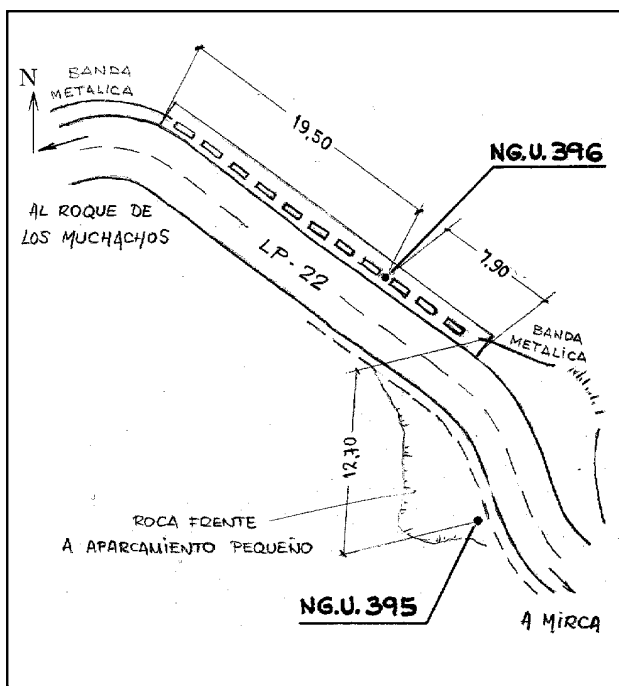 N
BANDA
METALICA
19,50
NG.U. 396
AL ROQUE DE
LOS MUCHACHOS
LP-22
7,90
BANDA
METALICA
12,70
ROCA FRENTE
A APARCAMIENTO PEQUEÑO
NG.U. 395
A MIRCA